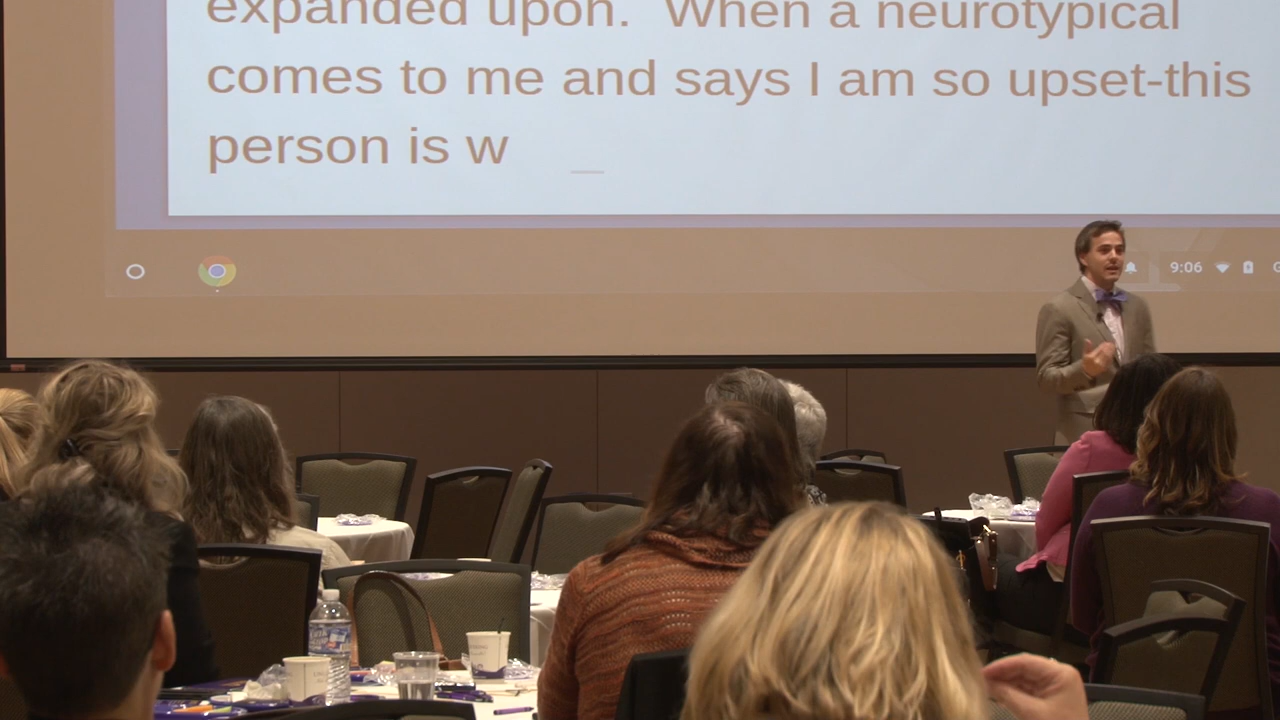 expanded upon. When a neurotypical
comes to me and says I am so upset-this
person is w
9:06